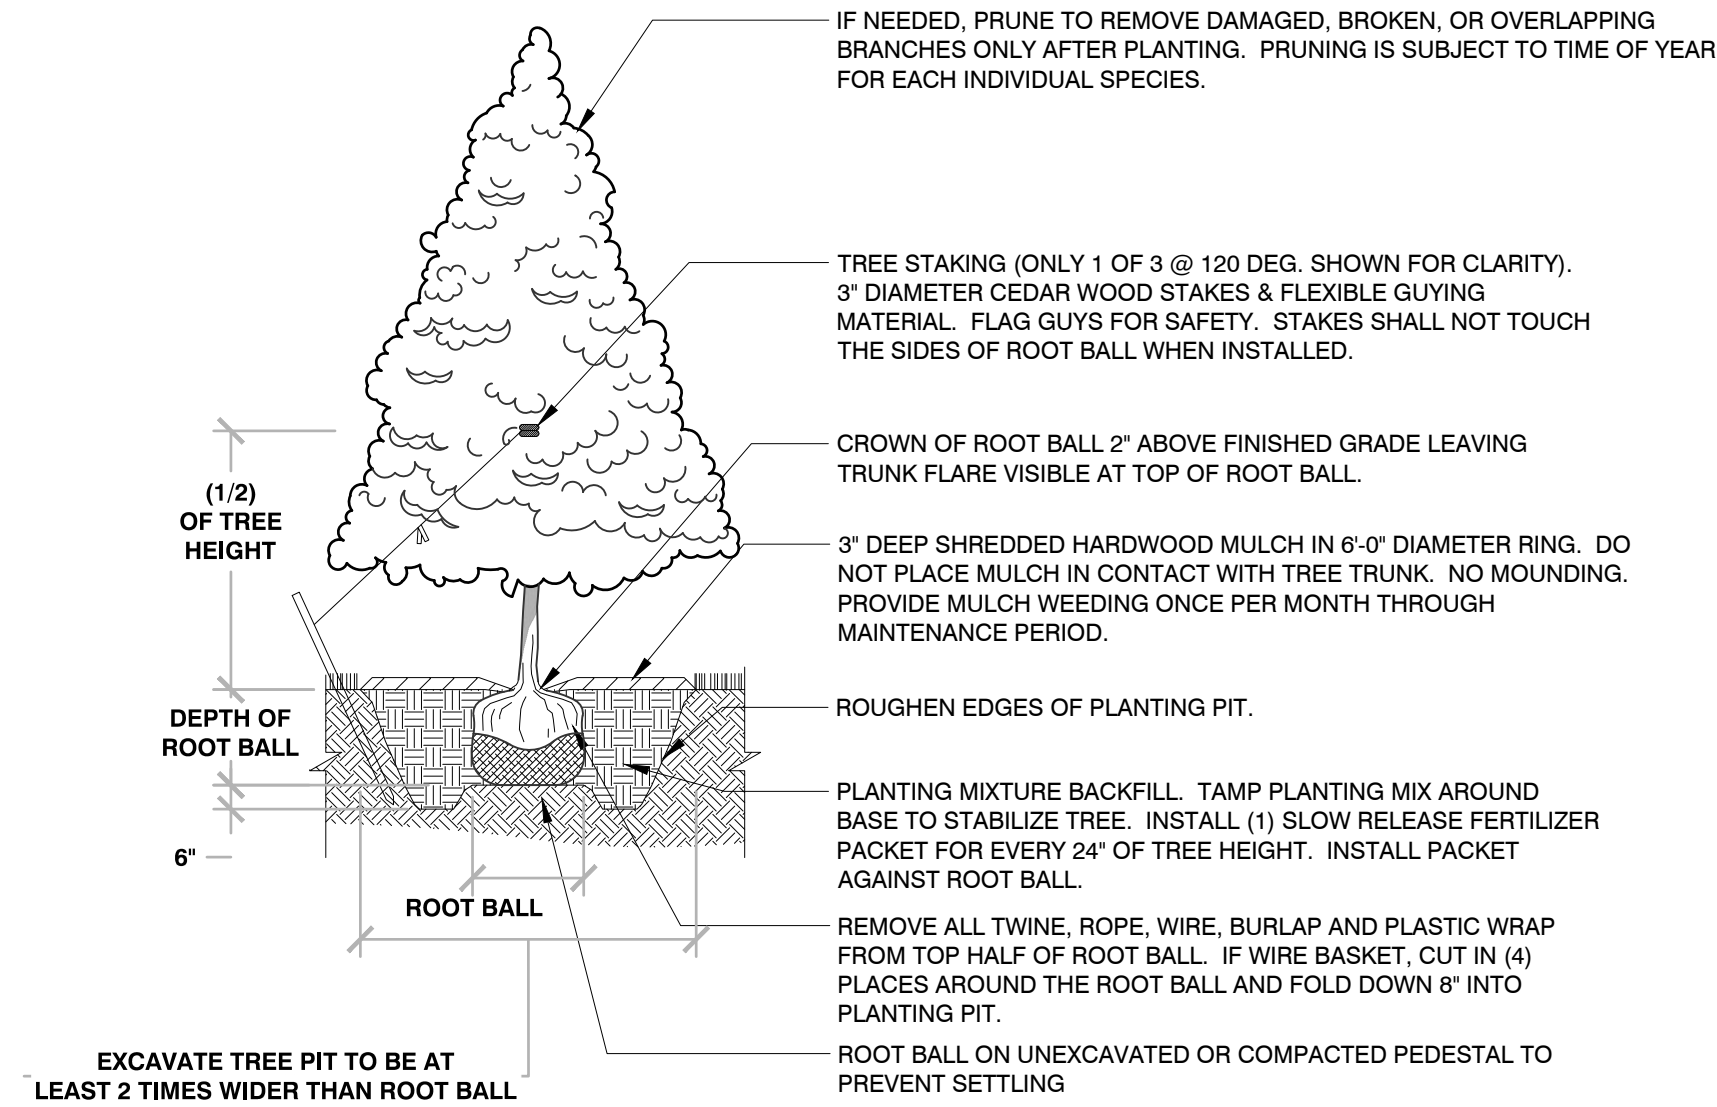 IF NEEDED, PRUNE TO REMOVE DAMAGED, BROKEN, OR OVERLAPPING
BRANCHES ONLY AFTER PLANTING.  PRUNING IS SUBJECT TO TIME OF YEAR
FOR EACH INDIVIDUAL SPECIES.
TREE STAKING (ONLY 1 OF 3 @ 120 DEG. SHOWN FOR CLARITY).
3" DIAMETER CEDAR WOOD STAKES & FLEXIBLE GUYING
MATERIAL.  FLAG GUYS FOR SAFETY.  STAKES SHALL NOT TOUCH
THE SIDES OF ROOT BALL WHEN INSTALLED.
CROWN OF ROOT BALL 2" ABOVE FINISHED GRADE LEAVING
TRUNK FLARE VISIBLE AT TOP OF ROOT BALL.
(1/2)
OF TREE
HEIGHT
3" DEEP SHREDDED HARDWOOD MULCH IN 6'-0" DIAMETER RING.  DO
NOT PLACE MULCH IN CONTACT WITH TREE TRUNK.  NO MOUNDING.
PROVIDE MULCH WEEDING ONCE PER MONTH THROUGH
MAINTENANCE PERIOD.
DEPTH OF
ROOT BALL
ROUGHEN EDGES OF PLANTING PIT.
PLANTING MIXTURE BACKFILL.  TAMP PLANTING MIX AROUND
BASE TO STABILIZE TREE.  INSTALL (1) SLOW RELEASE FERTILIZER
PACKET FOR EVERY 24" OF TREE HEIGHT.  INSTALL PACKET
AGAINST ROOT BALL.
6"
ROOT BALL
REMOVE ALL TWINE, ROPE, WIRE, BURLAP AND PLASTIC WRAP
FROM TOP HALF OF ROOT BALL.  IF WIRE BASKET, CUT IN (4)
PLACES AROUND THE ROOT BALL AND FOLD DOWN 8" INTO
PLANTING PIT.
ROOT BALL ON UNEXCAVATED OR COMPACTED PEDESTAL TO
PREVENT SETTLING
EXCAVATE TREE PIT TO BE AT
LEAST 2 TIMES WIDER THAN ROOT BALL